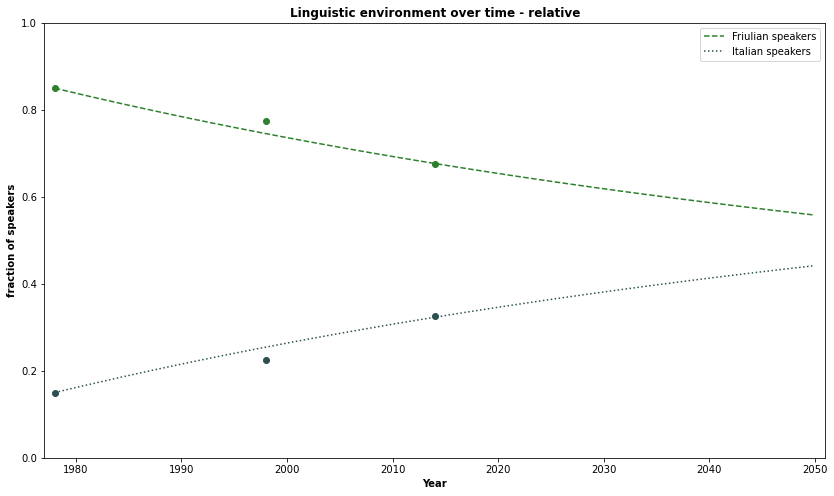 Linguistic environment over time - relative
Friulian speakers
Italian speakers
fraction of speakers
1.0
0.8
0.6
0.4
0.2
0.0
1980 1990 2000 2010 2020 2030 2040 2050
Year